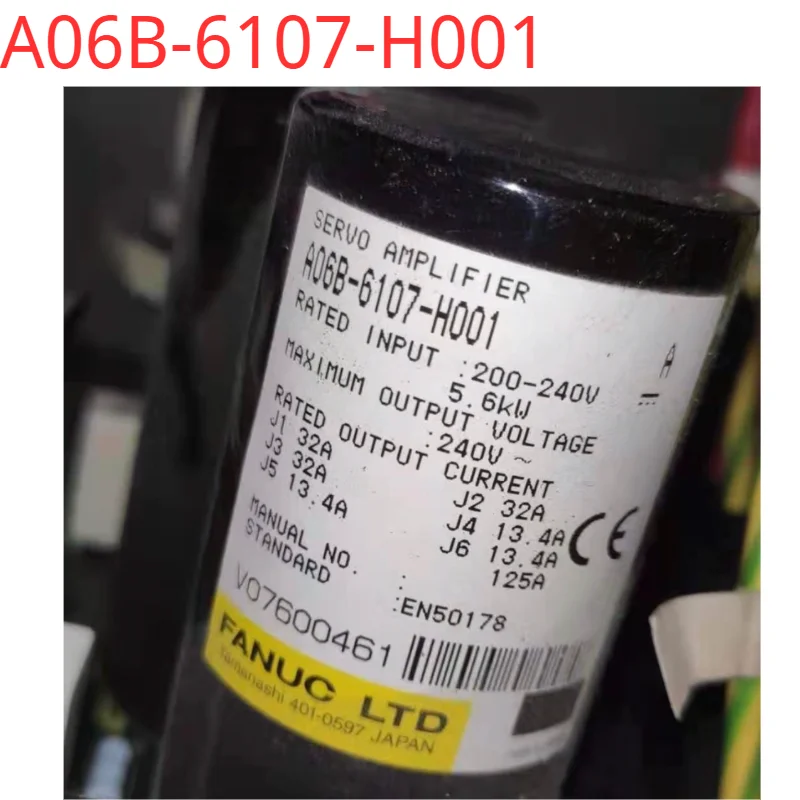 A06B-6107-H001
SERVO AMPLIFIER
A06B-6107-H001
A
RATED INPUT :200-240V
5.6kW
MAXIMUM OUTPUT VOLTAGE
:240V ~
RATED OUTPUT CURRENT
J1 32A J2 32A
J3 32A J4 13.4A
J5 13.4A J6 13.4A
125A
CE
MANUAL NO. :
STANDARD :EN50178
V07600461
FANUC LTD
Yamanashi 401-0597 JAPAN